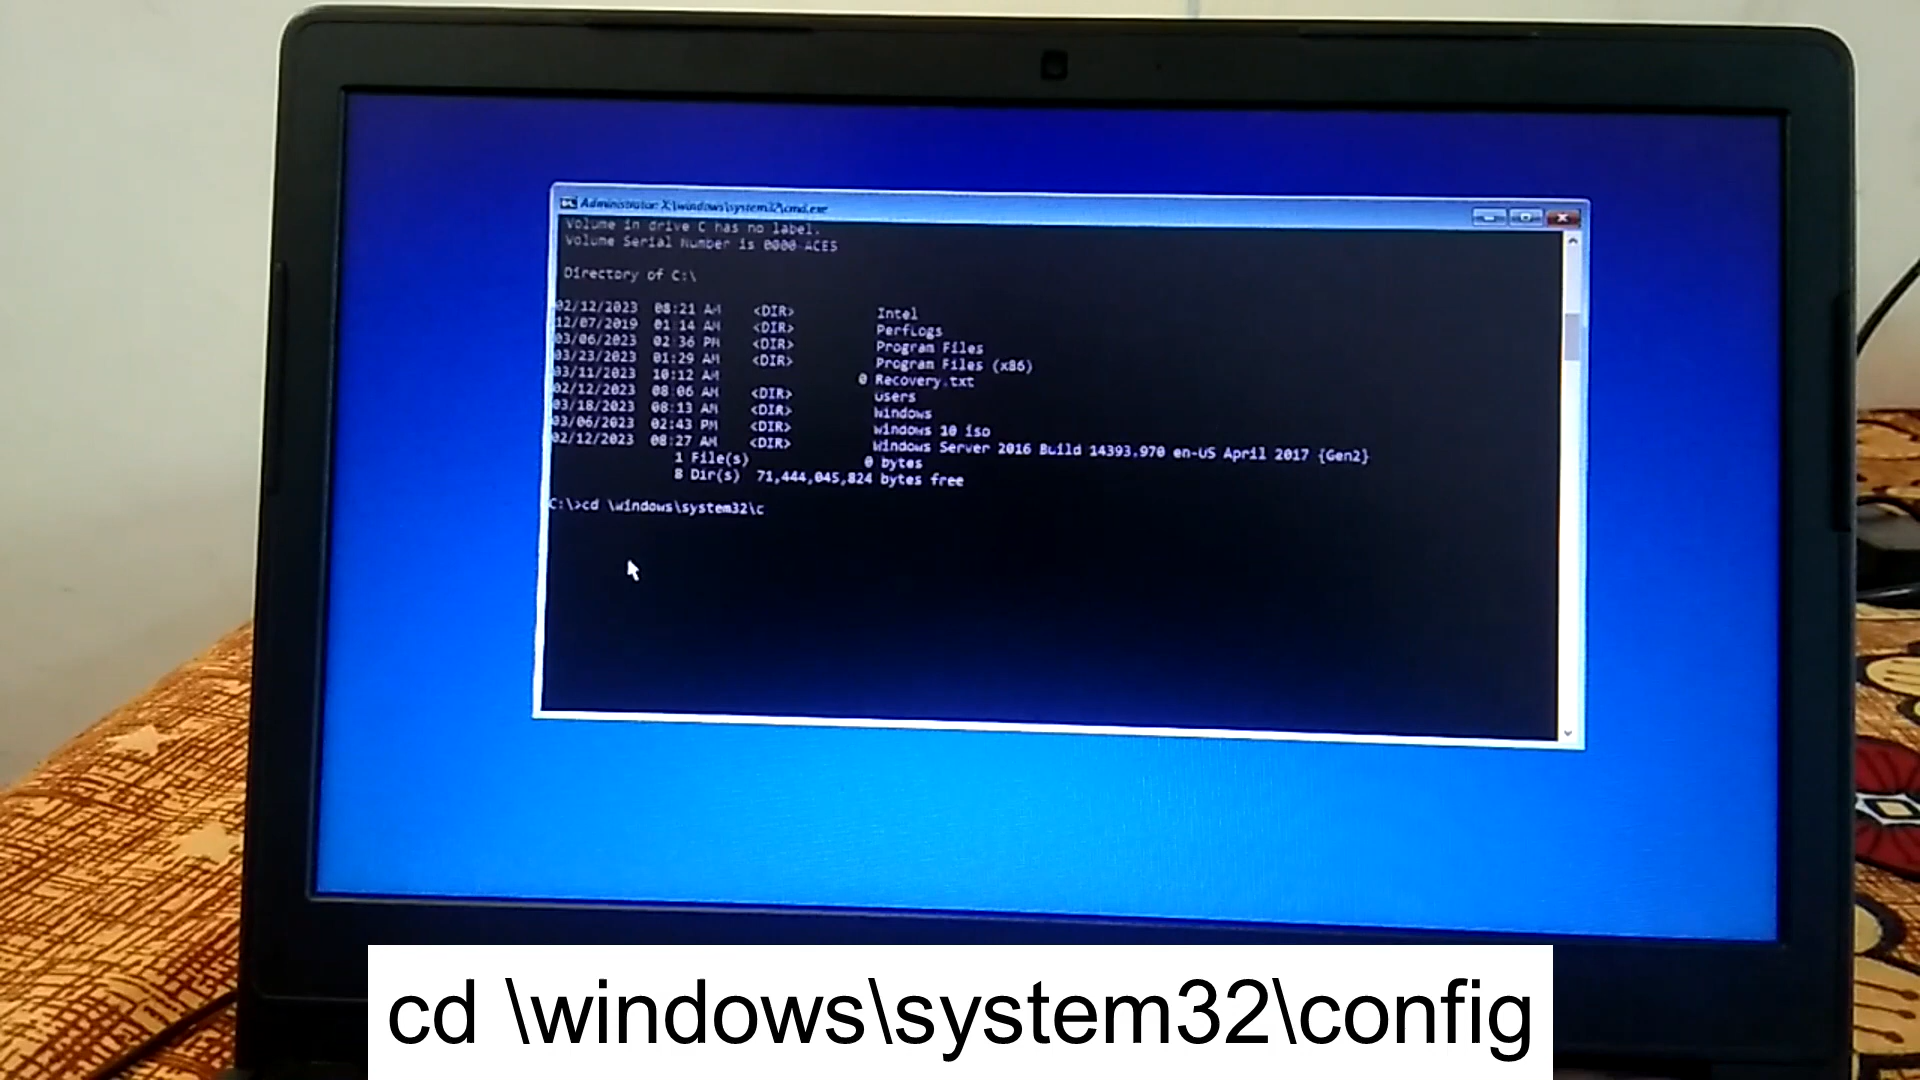 Administrator: X:\windows\system32\cmd.exe
Volume in drive C has no label.
Volume Serial Number is 0000-ACE5
Directory of C:\
02/12/2023 08:21 AM <DIR> Intel
12/07/2019 01:14 AM <DIR> PerfLogs
03/06/2023 02:36 PM <DIR> Program Files
03/23/2023 01:29 AM <DIR> Program Files (x86)
03/11/2023 10:12 AM 0 Recovery.txt
02/12/2023 08:06 AM <DIR> Users
03/18/2023 08:13 AM <DIR> Windows
03/06/2023 02:43 PM <DIR> windows 10 iso
02/12/2023 08:27 AM <DIR> Windows Server 2016 Build 14393.970 en-US April 2017 {Gen2}
1 File(s) 0 bytes
8 Dir(s) 71,444,045,824 bytes free
C:\>cd \windows\system32\c
cd \windows\system32\config